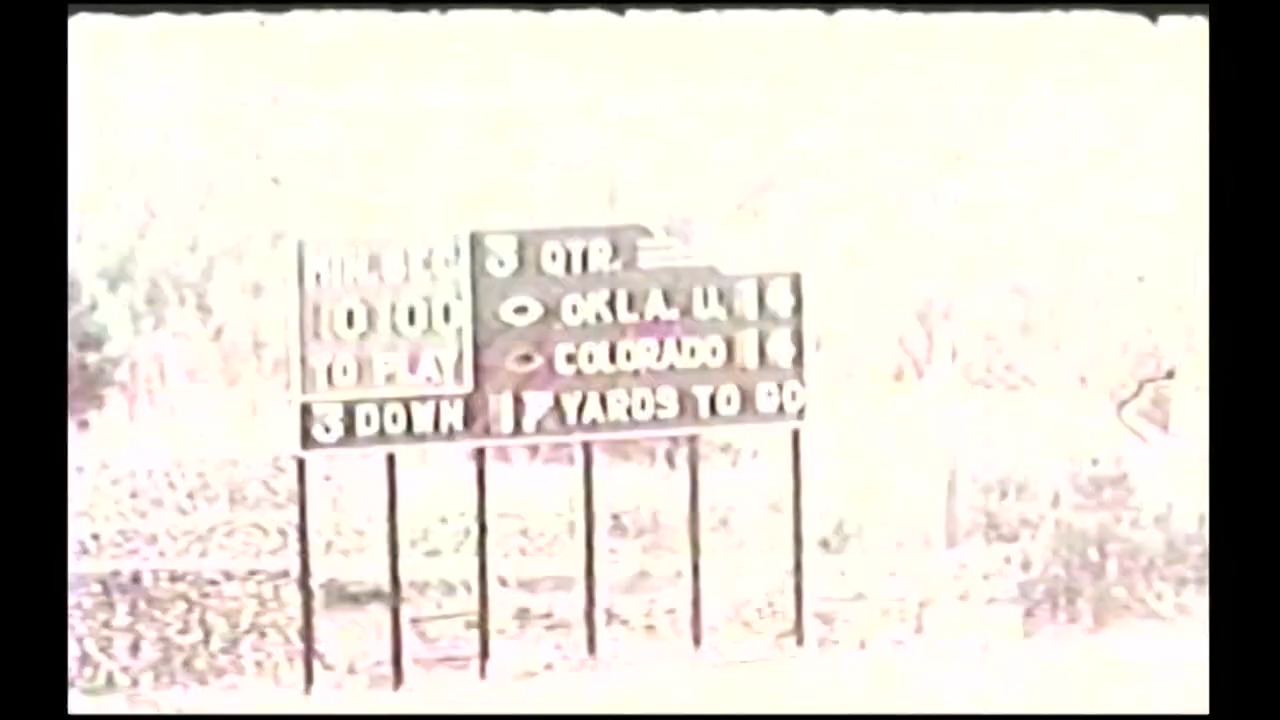 MIN. SEC
10 00
TO PLAY
3 QTR.
OKLA. U. 14
COLORADO 14
3 DOWN 17 YARDS TO GO